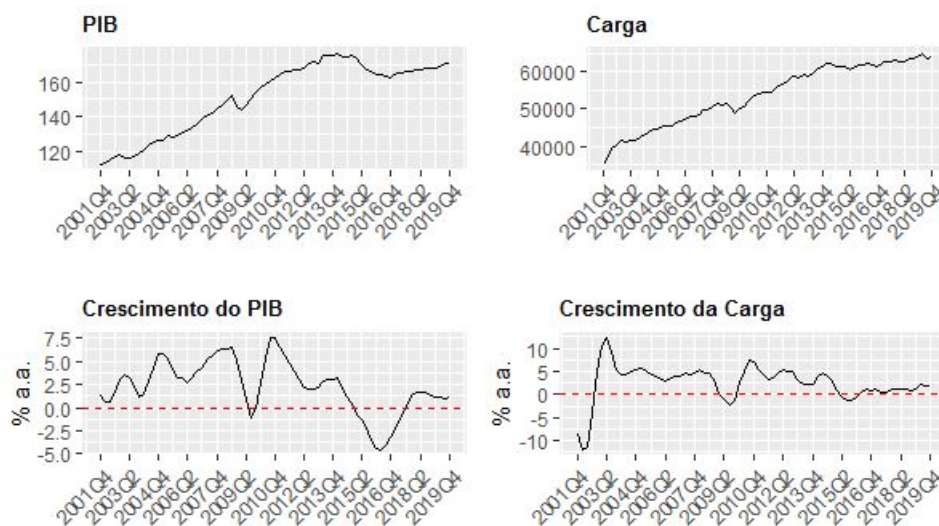 PIB
160
120
2001Q4
2003Q2
2004Q4
2006Q2
2007Q4
2009Q2
2010Q4
2012Q2
2013Q4
2015Q2
2016Q4
2018Q2
2019Q4
Carga
60000
50000
40000
2001Q4
2003Q2
2004Q4
2006Q2
2007Q4
2009Q2
2010Q4
2012Q2
2013Q4
2015Q2
2016Q4
2018Q2
2019Q4
Crescimento do PIB
% a.a.
7.5
5.0
2.5
0.0
-2.5
-5.0
2001Q4
2003Q2
2004Q4
2006Q2
2007Q4
2009Q2
2010Q4
2012Q2
2013Q4
2015Q2
2016Q4
2018Q2
2019Q4
Crescimento da Carga
% a.a.
10
5
0
-5
-10
2001Q4
2003Q2
2004Q4
2006Q2
2007Q4
2009Q2
2010Q4
2012Q2
2013Q4
2015Q2
2016Q4
2018Q2
2019Q4